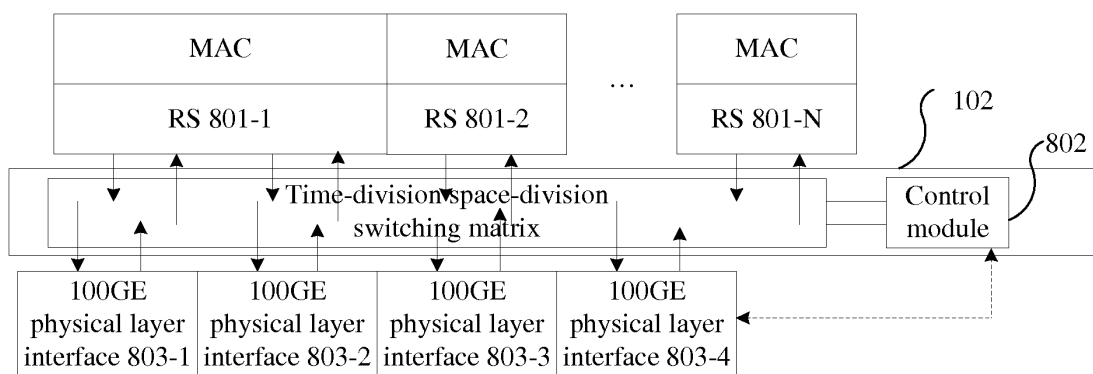 MAC
MAC
MAC
...
RS 801-1
RS 801-2
RS 801-N
102
802
Time-division space-division
switching matrix
Control
module
100GE
physical layer
interface 803-1
100GE
physical layer
interface 803-2
100GE
physical layer
interface 803-3
100GE
physical layer
interface 803-4